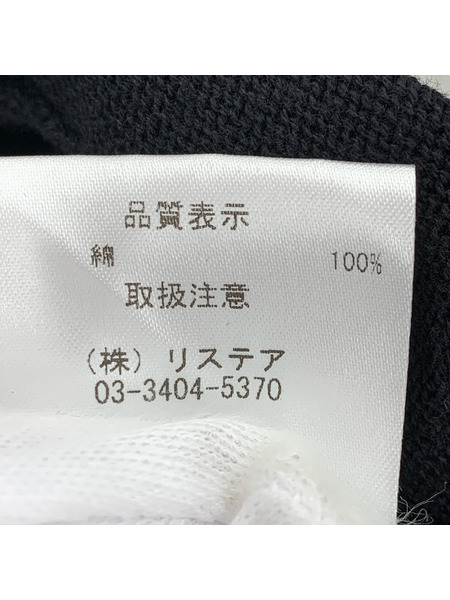 品質表示
綿 100%
取扱注意
(株) リステア
03-3404-5370